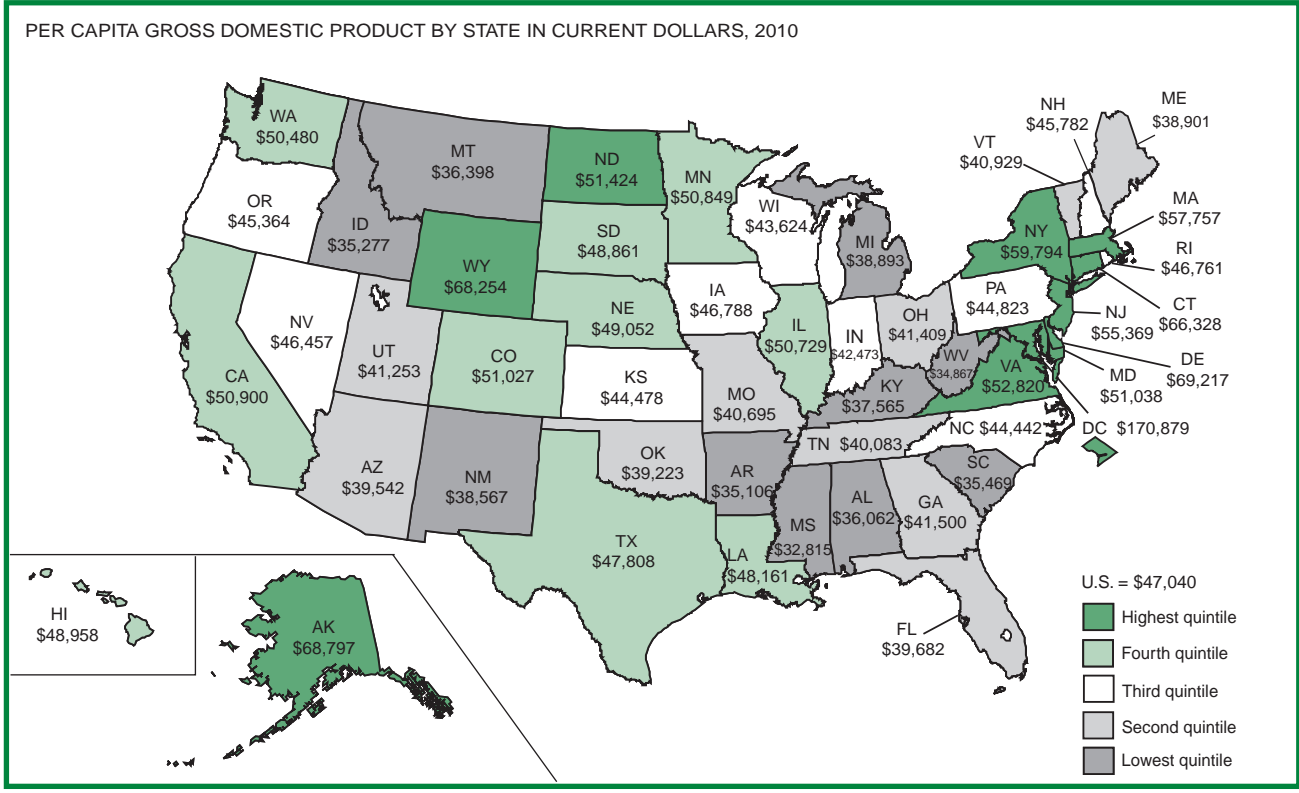 PER CAPITA GROSS DOMESTIC PRODUCT BY STATE IN CURRENT DOLLARS, 2010
WA
$50,480
MT
$36,398
ND
$51,424
MN
$50,849
OR
$45,364
ID
$35,277
WY
$68,254
SD
$48,861
WI
$43,624
MI
$38,893
VT
$40,929
NH
$45,782
ME
$38,901
NY
$59,794
MA
$57,757
RI
$46,761
CT
$66,328
NJ
$55,369
DE
$69,217
MD
$51,038
DC $170,879
PA
$44,823
NV
$46,457
UT
$41,253
CO
$51,027
NE
$49,052
IA
$46,788
IL
$50,729
IN
$42,473
OH
$41,409
WV
$34,867
VA
$52,820
CA
$50,900
KS
$44,478
MO
$40,695
KY
$37,565
NC $44,442
TN $40,083
AZ
$39,542
NM
$38,567
OK
$39,223
AR
$35,106
SC
$35,469
MS
$32,815
AL
$36,062
GA
$41,500
TX
$47,808
LA
$48,161
FL
$39,682
HI
$48,958
AK
$68,797
U.S. = $47,040
Highest quintile
Fourth quintile
Third quintile
Second quintile
Lowest quintile